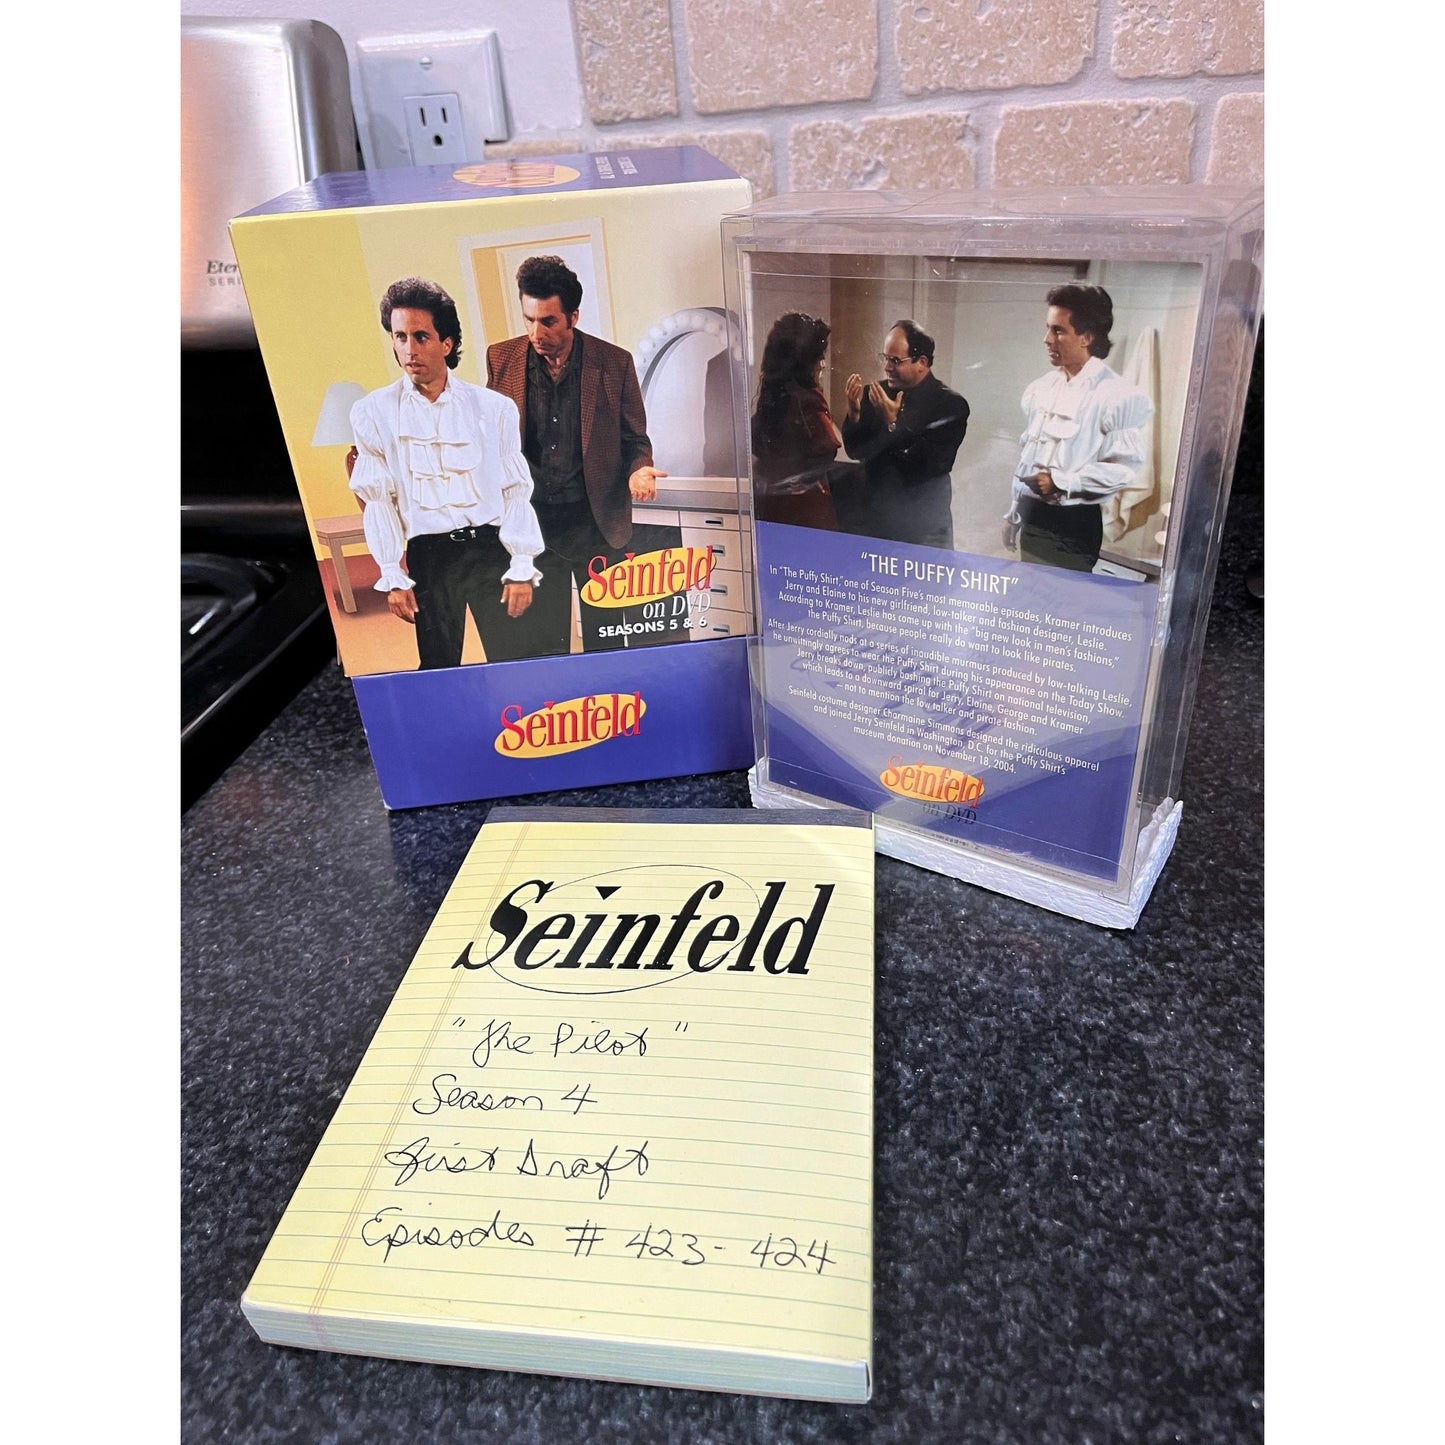 Eter
SERI
Seinfeld
on DVD
SEASONS 5 & 6
Seinfeld
"THE PUFFY SHIRT"
In "The Puffy Shirt," one of Season Five's most memorable episodes, Kramer introduces
Jerry and Elaine to his new girlfriend, low-talker and fashion designer, Leslie.
According to Kramer, Leslie has come up with the "big new look in men's fashions,"
the Puffy Shirt, because people really do want to look like pirates.
After Jerry cordially nods at a series of inaudible murmurs produced by low-talking Leslie,
he unwittingly agrees to wear the Puffy Shirt during his appearance on the Today Show.
Jerry breaks down, publicly bashing the Puffy Shirt on national television,
which leads to a downward spiral for Jerry, Elaine, George and Kramer
– not to mention the low talker and pirate fashion.
Seinfeld costume designer Charmaine Simmons designed the ridiculous apparel
and joined Jerry Seinfeld in Washington, D.C. for the Puffy Shirt's
museum donation on November 18, 2004.
Seinfeld
on DVD
Seinfeld
"The Pilot"
Season 4
First Draft
Episodes # 423-424